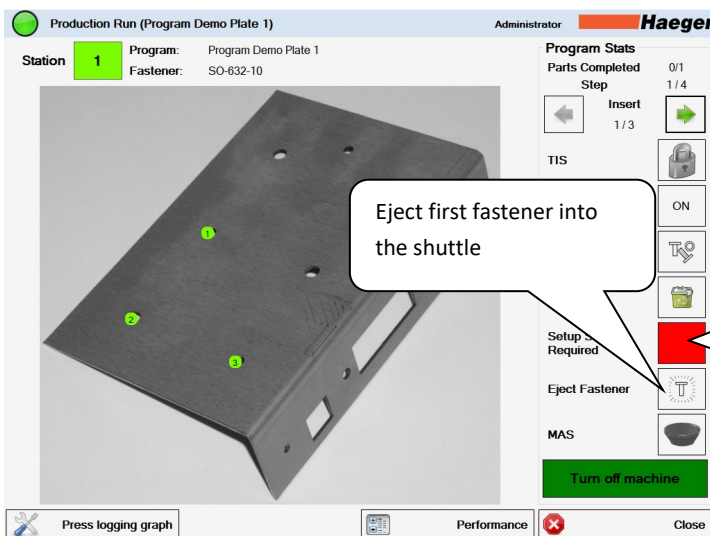 Production Run (Program Demo Plate 1)
Administrator
Haeger
Station
1
Program: Program Demo Plate 1
Fastener: SO-632-10
Program Stats
Parts Completed 0/1
Step 1 / 4
Insert
1 / 3
TIS
ON
Eject first fastener into
the shuttle
1
2
3
Setup S
Required
Eject Fastener
T
MAS
Turn off machine
Press logging graph
Performance
Close